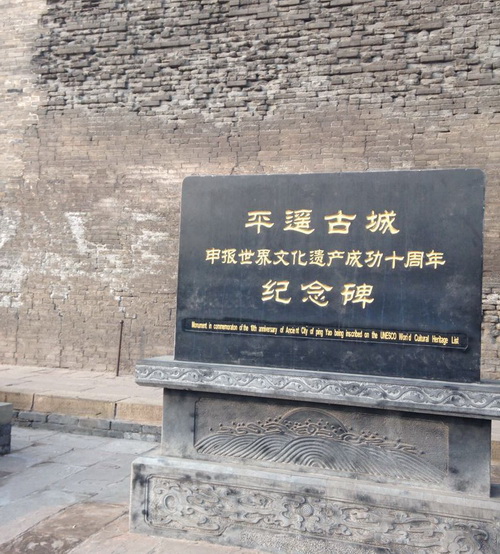 平遥古城
申报世界文化遗产成功十周年
纪念碑
Monument in commemoration of the 10th anniversary of Ancient City of ping Yao being inscribed on the UNESCO World Cultural Heritage List